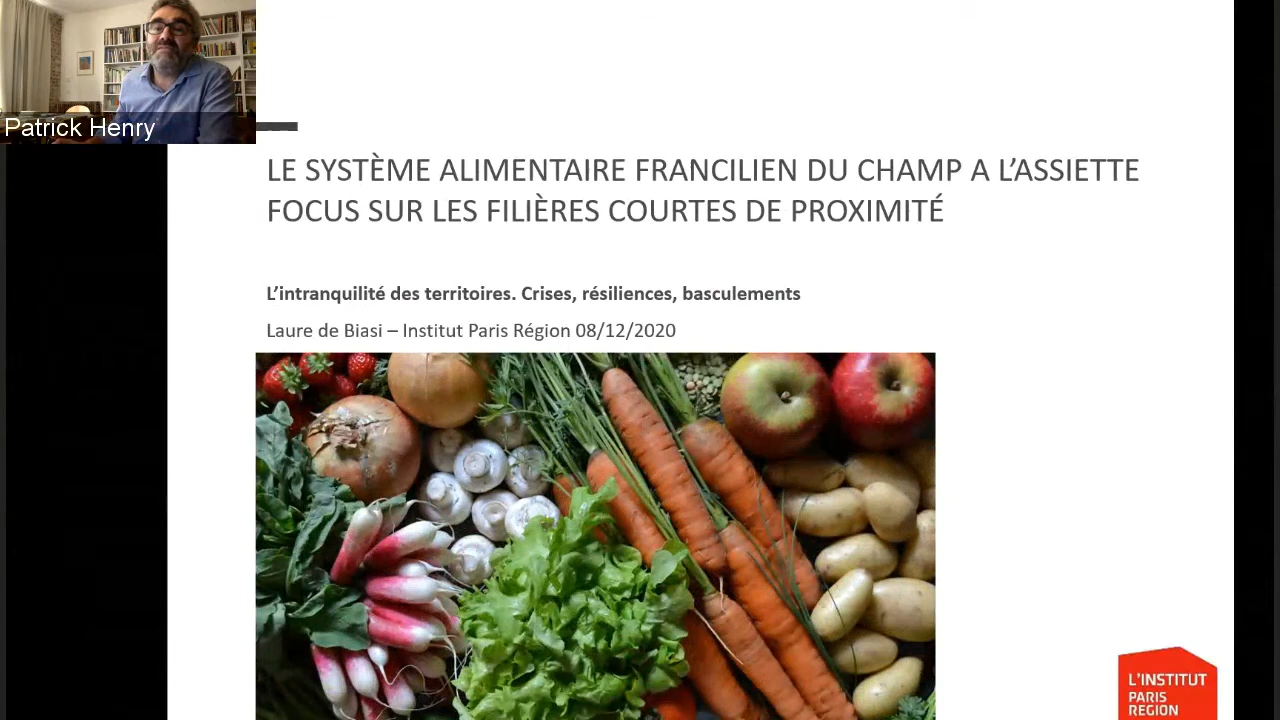 Patrick Henry
LE SYSTÈME ALIMENTAIRE FRANCILIEN DU CHAMP A L'ASSIETTE
FOCUS SUR LES FILIÈRES COURTES DE PROXIMITÉ
L'intranquilité des territoires. Crises, résiliences, basculements
Laure de Biasi – Institut Paris Région 08/12/2020
L'INSTITUT
PARIS
REGION